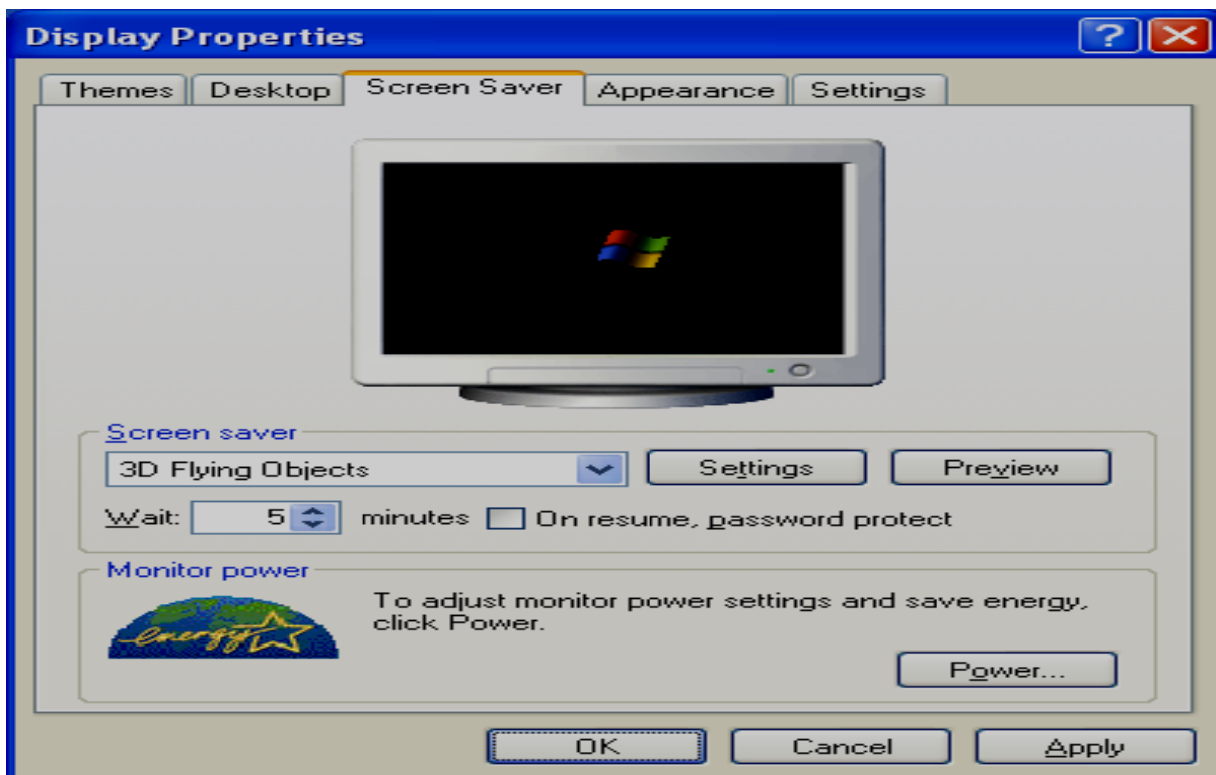 Display Properties
Themes Desktop Screen Saver Appearance Settings
Screen saver
3D Flying Objects Settings Preview
Wait: 5 minutes On resume, password protect
Monitor power
energy To adjust monitor power settings and save energy,
click Power.
Power...
OK Cancel Apply